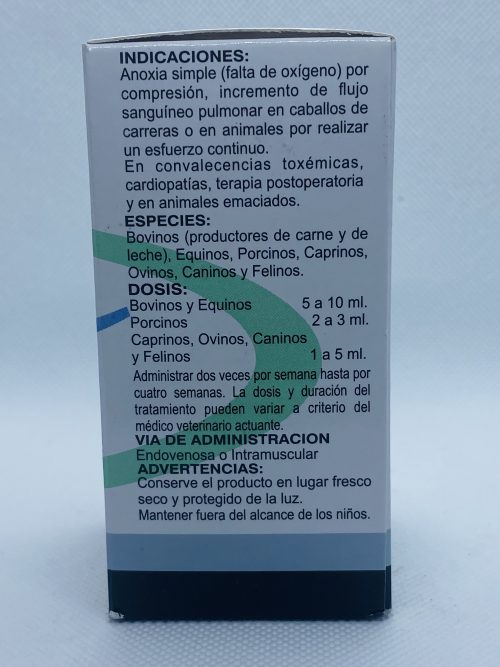 INDICACIONES:
Anoxia simple (falta de oxígeno) por
compresión, incremento de flujo
sanguíneo pulmonar en caballos de
carreras o en animales por realizar
un esfuerzo continuo.
En convalecencias toxémicas,
cardiopatías, terapia postoperatoria
y en animales emaciados.
ESPECIES:
Bovinos (productores de carne y de
leche), Equinos, Porcinos, Caprinos,
Ovinos, Caninos y Felinos.
DOSIS:
Bovinos y Equinos 5 a 10 ml.
Porcinos 2 a 3 ml.
Caprinos, Ovinos, Caninos
y Felinos 1 a 5 ml.
Administrar dos veces por semana hasta por
cuatro semanas. La dosis y duración del
tratamiento pueden variar a criterio del
médico veterinario actuante.
VIA DE ADMINISTRACION
Endovenosa o Intramuscular
ADVERTENCIAS:
Conserve el producto en lugar fresco
seco y protegido de la luz.
Mantener fuera del alcance de los niños.